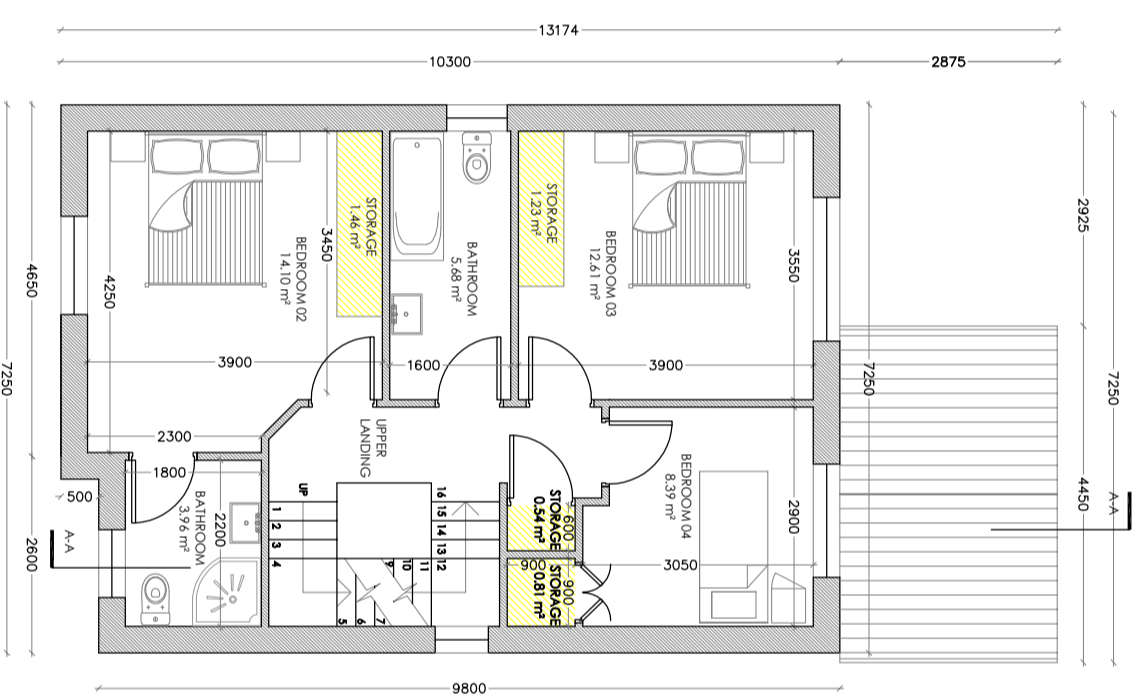 13174
10300
2875
7250
4650
2600
4250
3450
STORAGE
1.46 m²
BEDROOM 02
14.10 m²
3900
2300
1800
500
BATHROOM
5.68 m²
1600
STORAGE
1.23 m²
BEDROOM 03
12.61 m²
3550
3900
7250
2925
4450
7250
A-A
UPPER
LANDING
BEDROOM 04
8.39 m²
2900
3050
STORAGE
0.54 m²
600
900
STORAGE
0.81 m²
900
UP
1
2
3
4
5
6
7
9
10
11
12
13
14
15
16
BATHROOM
3.96 m²
2200
A-A
9800